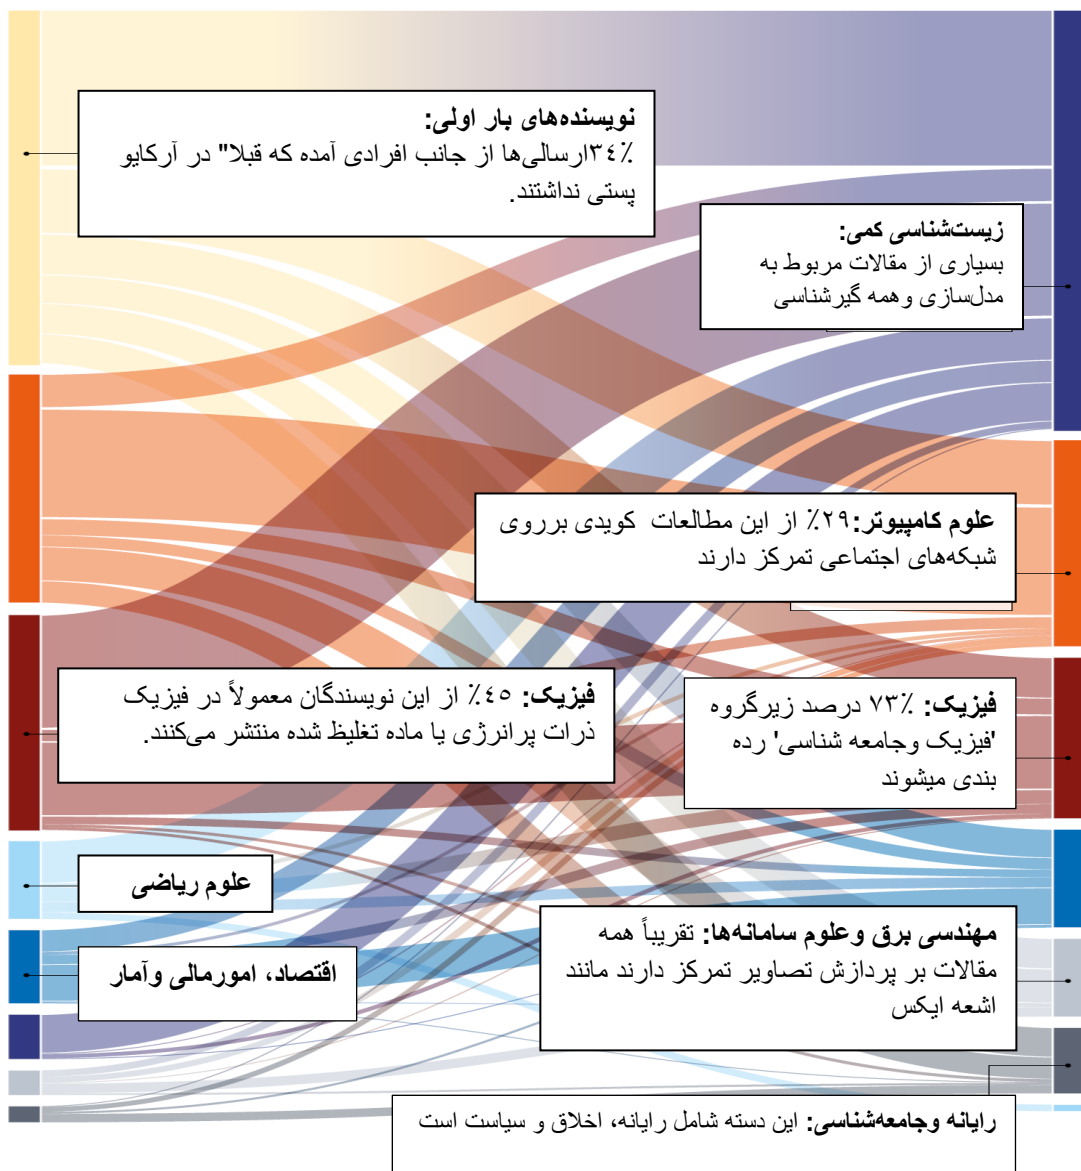 نویسنده‌های بار اولی:
٣٤٪ارسالی‌ها از جانب افرادی آمده که قبلا" در آرکایو
پستی نداشتند.
زیست‌شناسی کمی:
بسیاری از مقالات مربوط به
مدل‌سازی وهمه گیرشناسی
علوم کامپیوتر:٢٩٪ از این مطالعات کویدی برروی
شبکه‌های اجتماعی تمرکز دارند
فیزیک: ٤٥٪ از این نویسندگان معمولاً در فیزیک
ذرات پرانرژی یا ماده تغلیظ شده منتشر می‌کنند.
فیزیک: ٧٣٪ درصد زیرگروه
'فیزیک وجامعه شناسی' رده
بندی میشوند
علوم ریاضی
مهندسی برق وعلوم سامانه‌ها: تقریباً همه
مقالات بر پردازش تصاویر تمرکز دارند مانند
اشعه ایکس
اقتصاد، امورمالی وآمار
رایانه وجامعه‌شناسی: این دسته شامل رایانه، اخلاق و سیاست است